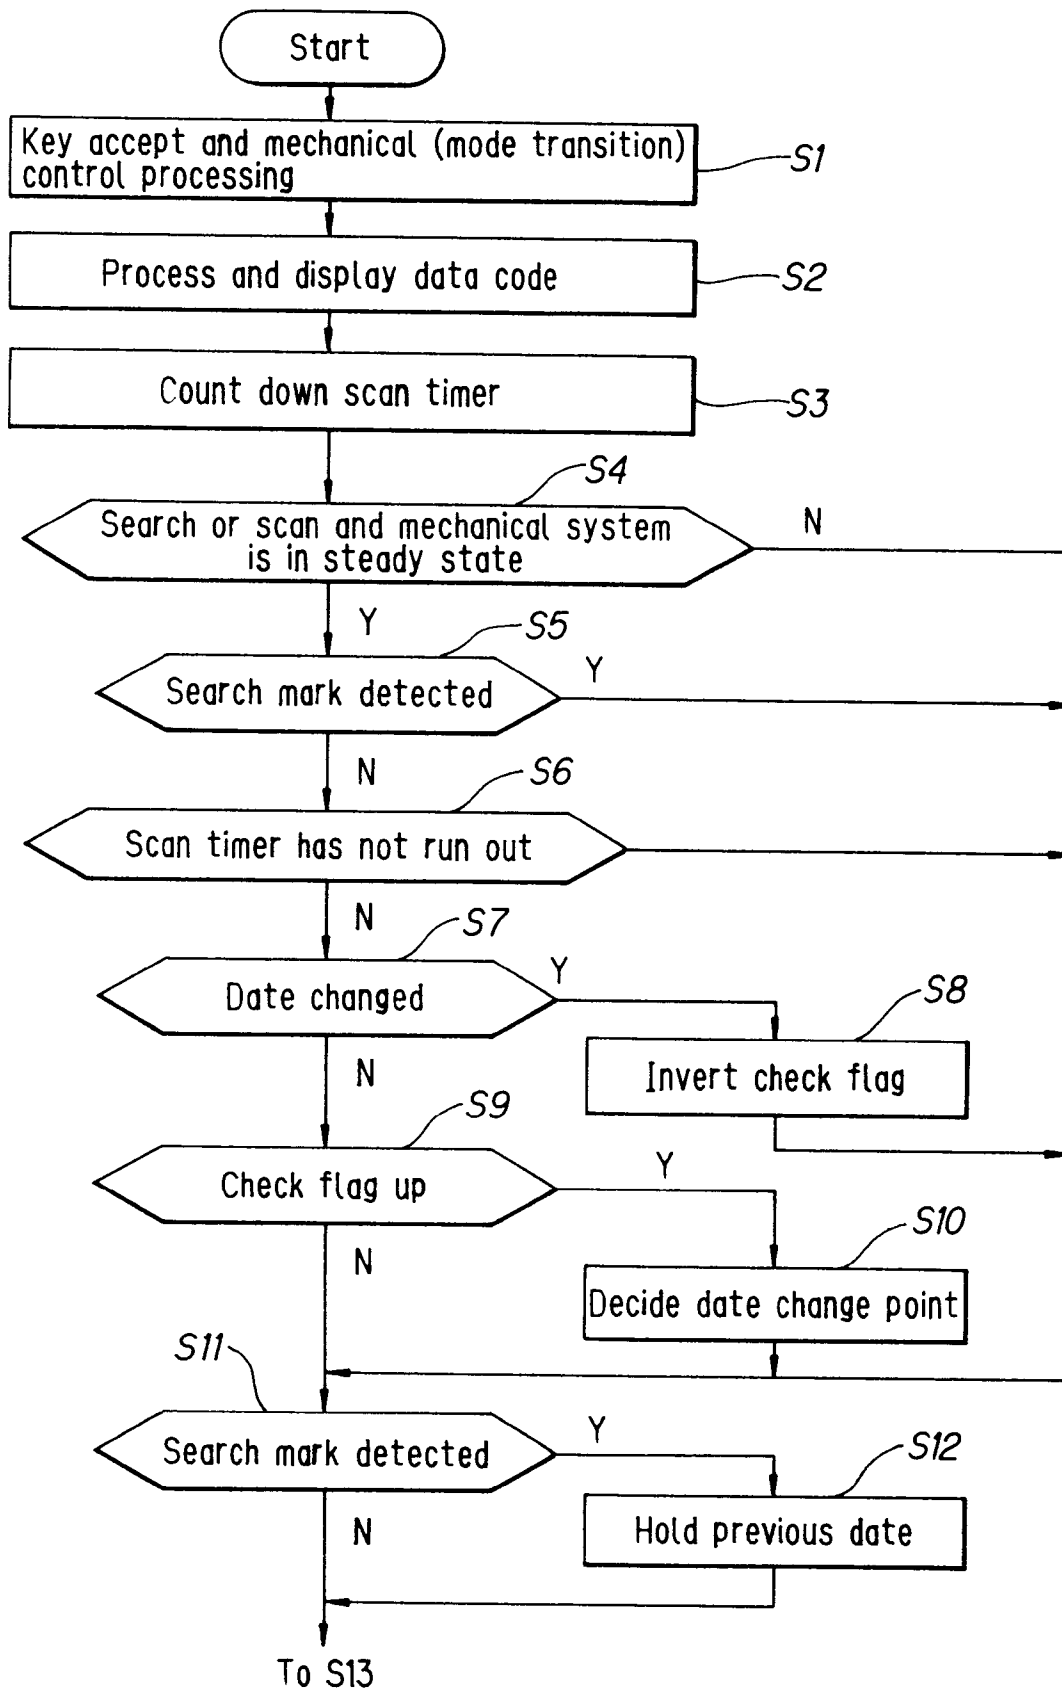 Start
Key accept and mechanical (mode transition)
control processing
S1
Process and display data code
S2
Count down scan timer
S3
S4
Search or scan and mechanical system
is in steady state
N
Y
S5
Search mark detected
Y
N
S6
Scan timer has not run out
N
S7
Date changed
Y
S8
Invert check flag
N
S9
Check flag up
Y
S10
Decide date change point
N
S11
Search mark detected
Y
S12
Hold previous date
N
To S13